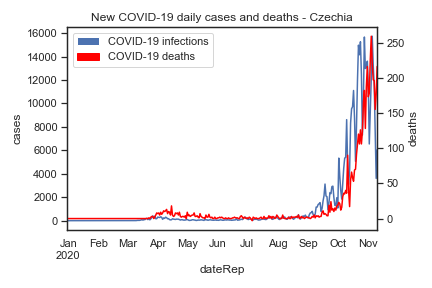 New COVID-19 daily cases and deaths - Czechia
COVID-19 infections
COVID-19 deaths
16000
14000
12000
10000
8000
6000
4000
2000
0
cases
250
200
150
100
50
0
deaths
Jan Feb Mar Apr May Jun Jul Aug Sep Oct Nov
2020
dateRep